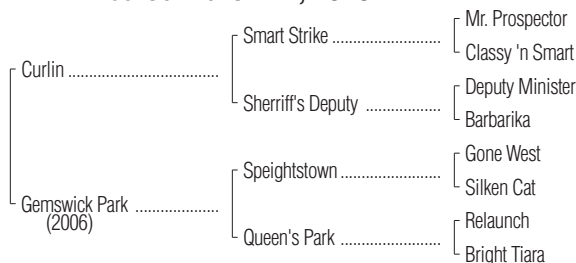 Mr. Prospector
Smart Strike ........................
Classy 'n Smart
Curlin .................................
Deputy Minister
Sherriff's Deputy ................
Barbarika
Gone West
Speightstown ......................
Silken Cat
Gemswick Park ..................
(2006)
Relaunch
Queen's Park ......................
Bright Tiara